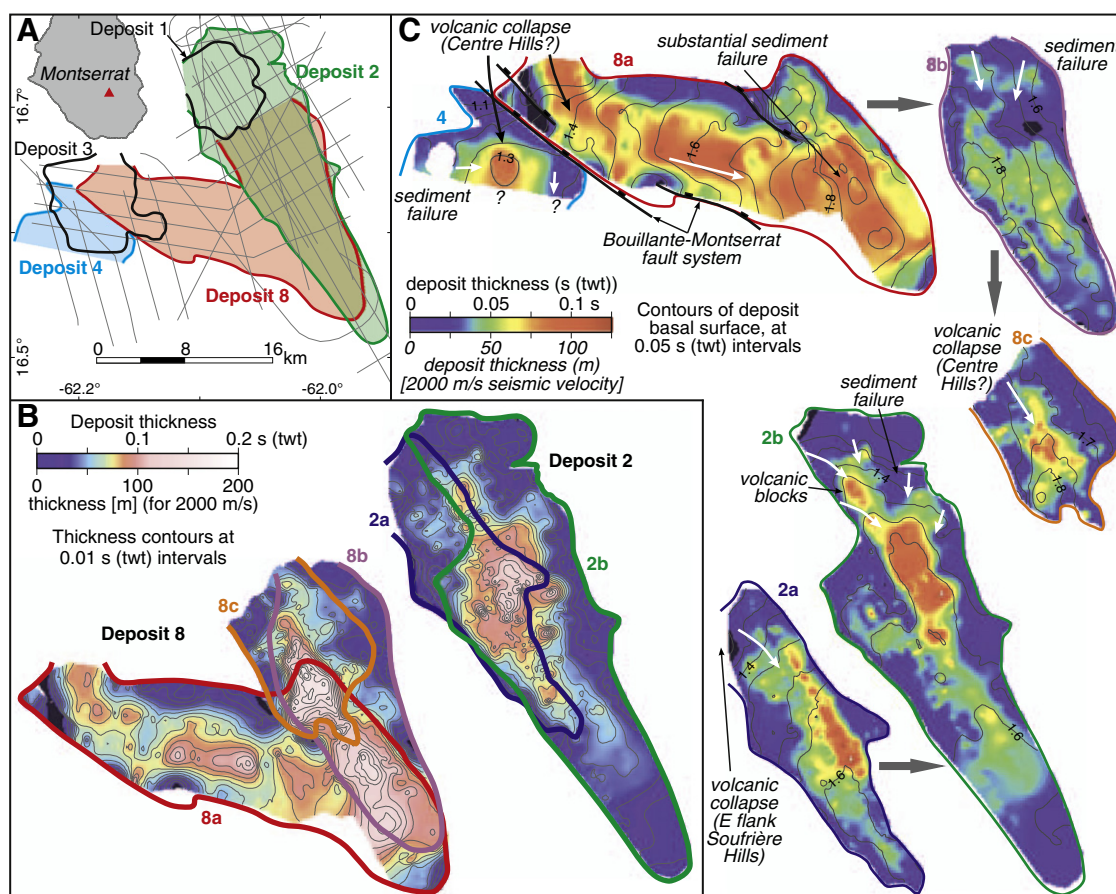 A
Deposit 1
Montserrat
Deposit 2
Deposit 3
Deposit 4
Deposit 8
0 8 16
km
16.7°
16.5°
-62.2° -62.0°
B
Deposit thickness
0 0.1 0.2 s (twt)
0 100 200
thickness [m] (for 2000 m/s)
Thickness contours at
0.01 s (twt) intervals
Deposit 8
8a
8b
8c
Deposit 2
2a
2b
C
volcanic collapse
(Centre Hills?)
8a
substantial sediment
failure
4
1.1
1.3
1.4
1.6
1.8
sediment
failure
?
?
Bouillante-Montserrat
fault system
deposit thickness (s (twt))
0 0.05 0.1 s
0 50 100
deposit thickness (m)
[2000 m/s seismic velocity]
Contours of deposit
basal surface, at
0.05 s (twt) intervals
8b
sediment
failure
1.6
1.8
volcanic
collapse
(Centre
Hills?)
8c
1.7
1.8
sediment
failure
2b
1.4
volcanic
blocks
1.6
2a
1.4
1.6
volcanic
collapse
(E flank
Soufrière
Hills)